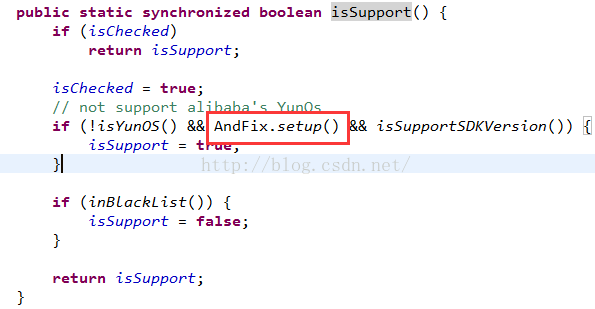 public static synchronized boolean isSupport() {
if (isChecked)
return isSupport;
isChecked = true;
// not support alibaba's YunOs
if (!isYunOS() && AndFix.setup() && isSupportSDKVersion()) {
isSupport = true;
}
http://blog.csdn.net/
if (inBlackList()) {
isSupport = false;
}
return isSupport;
}